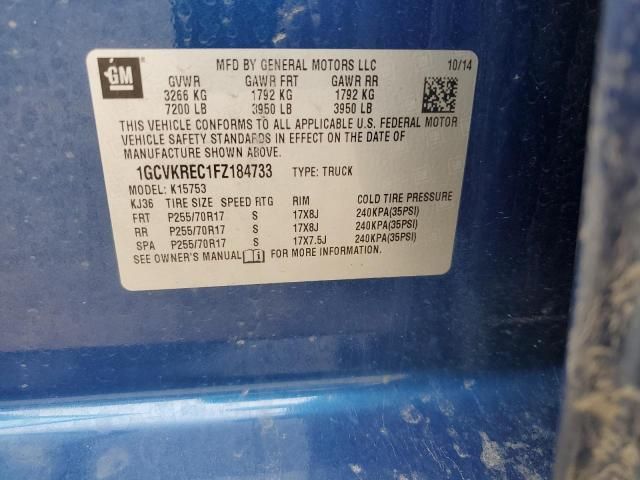 GM
MFD BY GENERAL MOTORS LLC 10/14
GVWR GAWR FRT GAWR RR
3266 KG 1792 KG 1792 KG
7200 LB 3950 LB 3950 LB
THIS VEHICLE CONFORMS TO ALL APPLICABLE U.S. FEDERAL MOTOR
VEHICLE SAFETY STANDARDS IN EFFECT ON THE DATE OF
MANUFACTURE SHOWN ABOVE.
1GCVKREC1FZ184733 TYPE: TRUCK
MODEL: K15753
KJ36 TIRE SIZE SPEED RTG RIM COLD TIRE PRESSURE
FRT P255/70R17 S 17X8J 240KPA(35PSI)
RR P255/70R17 S 17X8J 240KPA(35PSI)
SPA P255/70R17 S 17X7.5J 240KPA(35PSI)
SEE OWNER'S MANUAL FOR MORE INFORMATION.